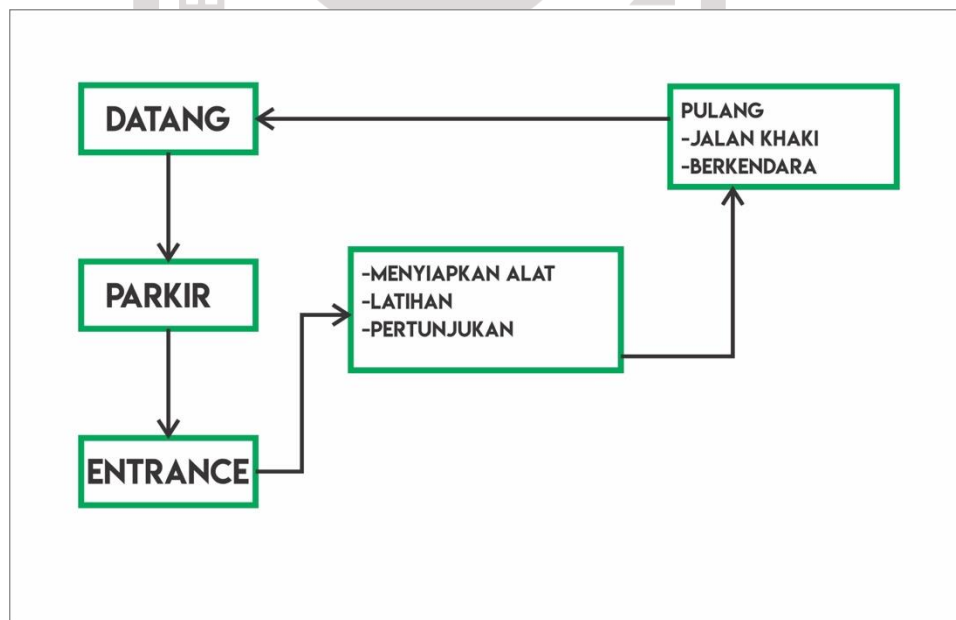 DATANG
PULANG
-JALAN KHAKI
-BERKENDARA
PARKIR
-MENYIAPKAN ALAT
-LATIHAN
-PERTUNJUKAN
ENTRANCE